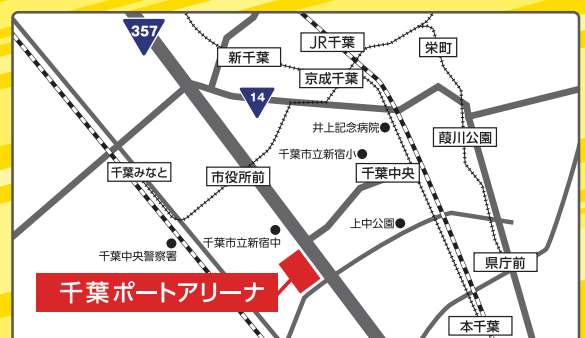 357
JR千葉
栄町
新千葉
京成千葉
14
井上記念病院
葭川公園
千葉市立新宿小
千葉みなと
市役所前
千葉中央
上中公園
千葉市立新宿中
千葉中央警察署
県庁前
千葉ポートアリーナ
本千葉